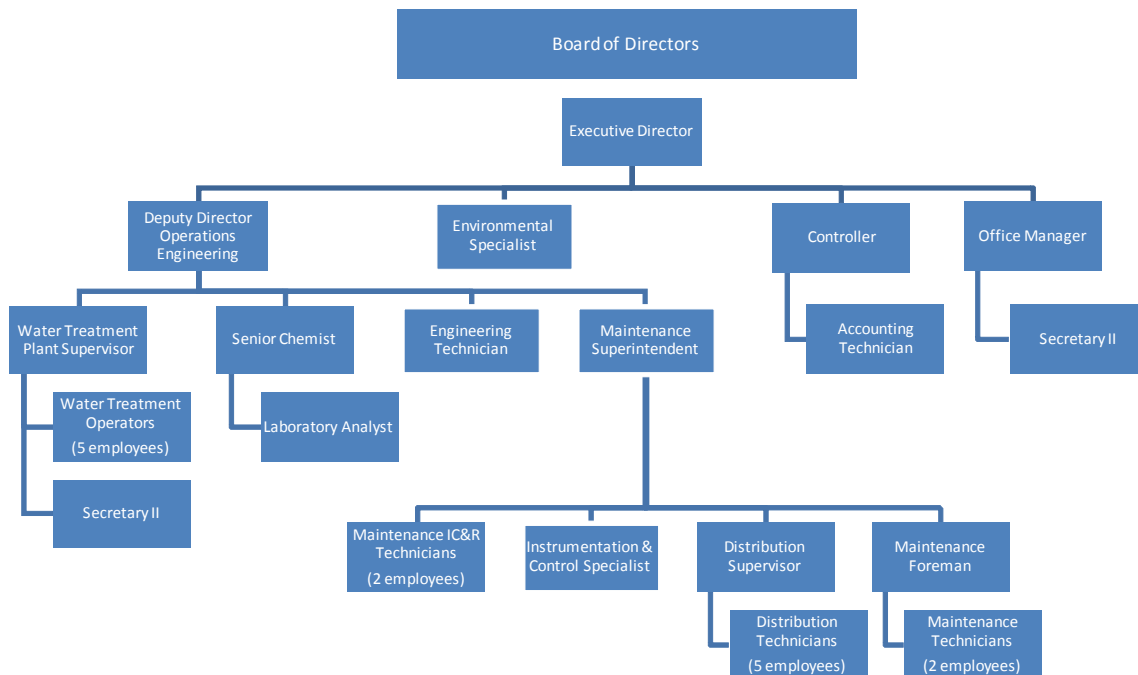 Board of Directors
Executive Director
Deputy Director
Operations
Engineering
Environmental
Specialist
Controller
Office Manager
Water Treatment
Plant Supervisor
Senior Chemist
Engineering
Technician
Maintenance
Superintendent
Accounting
Technician
Secretary II
Water Treatment
Operators
(5 employees)
Laboratory Analyst
Secretary II
Maintenance IC&R
Technicians
(2 employees)
Instrumentation &
Control Specialist
Distribution
Supervisor
Maintenance
Foreman
Distribution
Technicians
(5 employees)
Maintenance
Technicians
(2 employees)